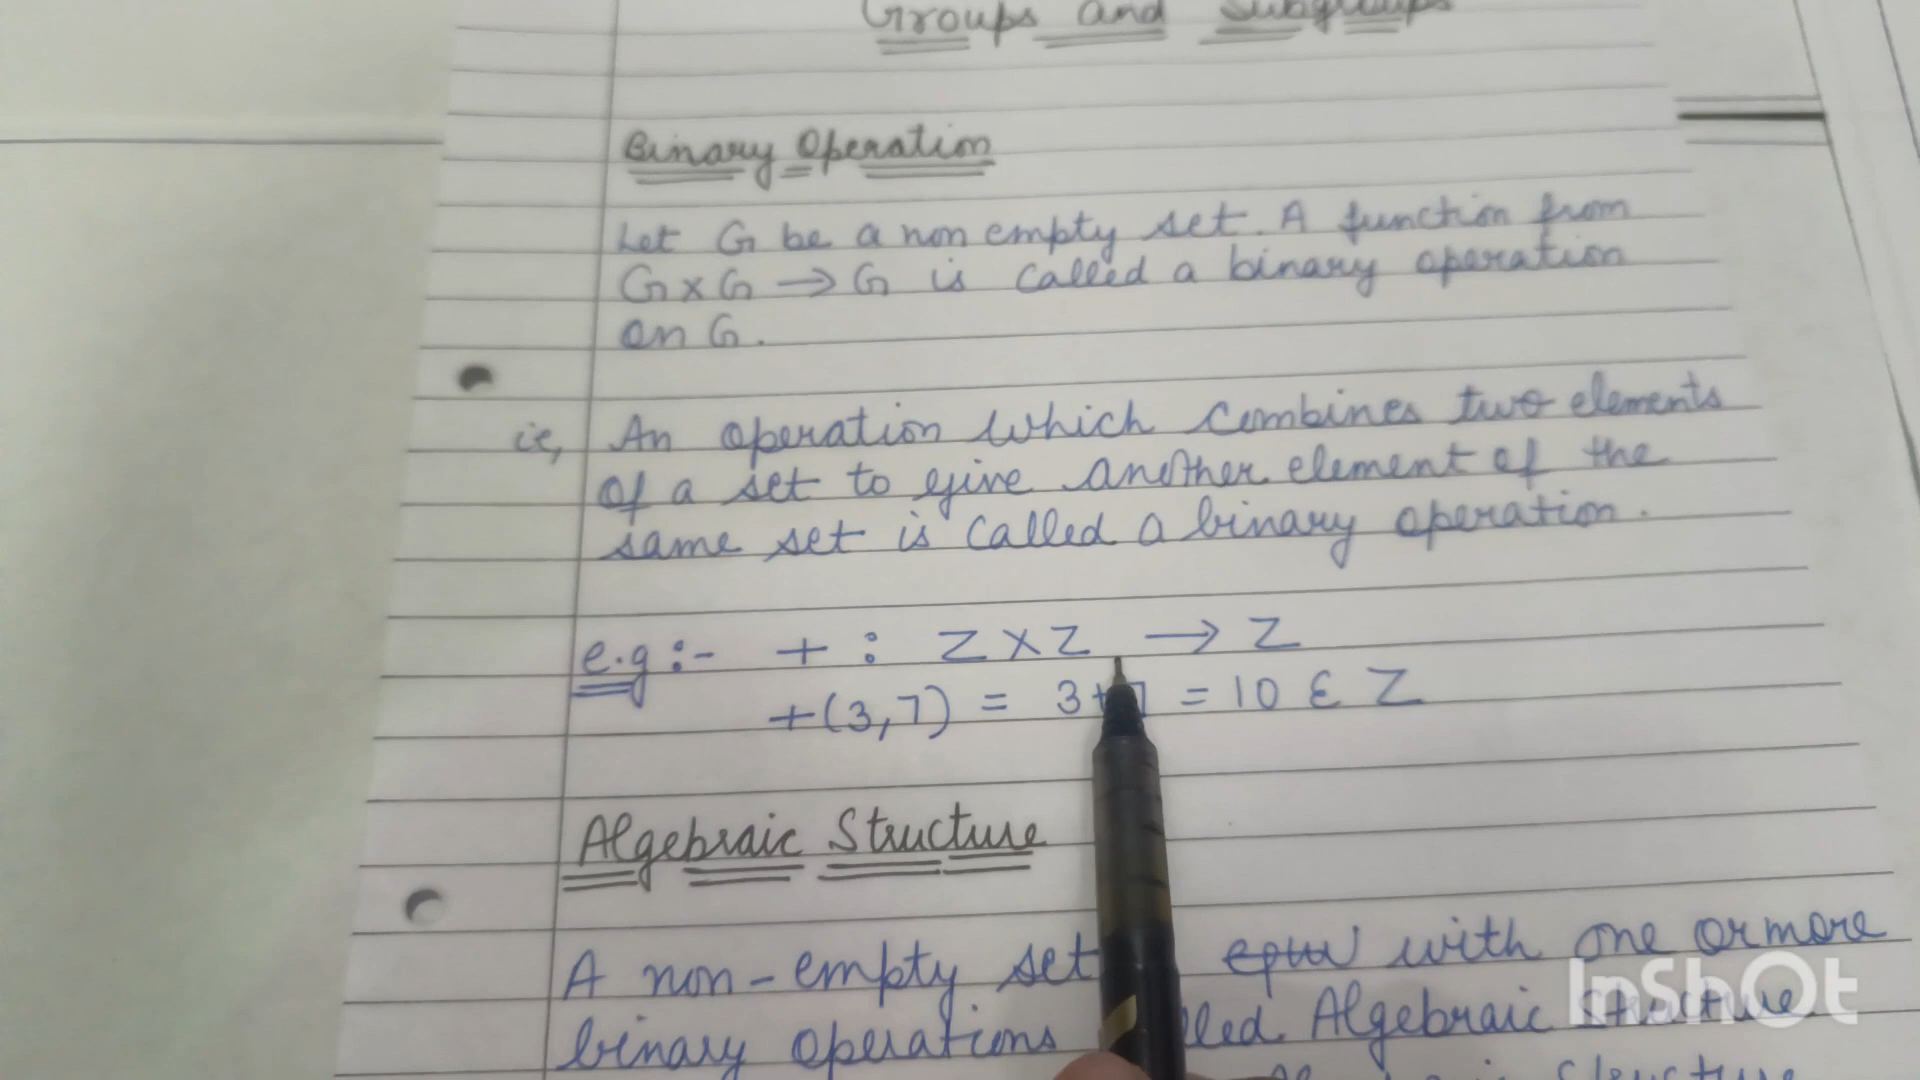 Groups and Subgroups
Binary Operation
Let G be a non empty set. A function from
G×G → G is called a binary operation
on G.
ie, An operation which combines two elements
of a set to give another element of the
same set is called a binary operation.
e.g :- + : Z×Z → Z
+(3,7) = 3+7 = 10 ε Z
Algebraic Structure
A non-empty set with one or more
binary operations Algebraic Structure
Structure
InShOt